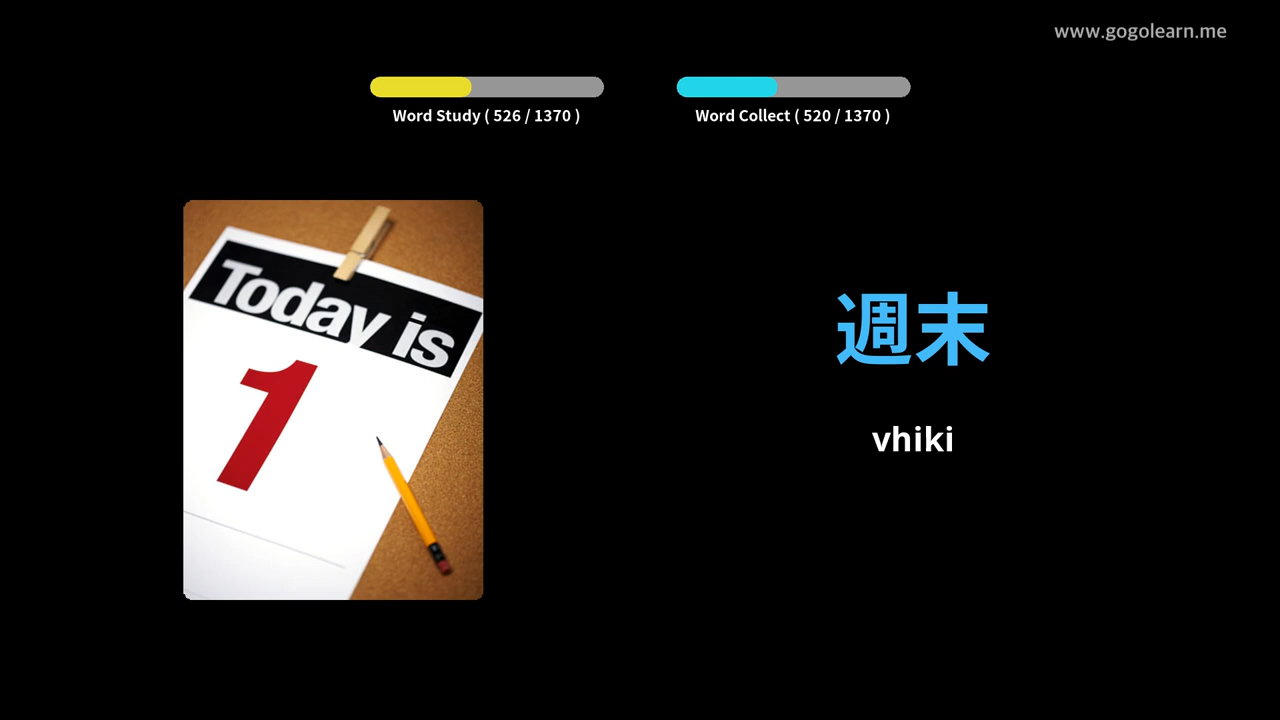 www.gogolearn.me
Word Study ( 526 / 1370 )
Word Collect ( 520 / 1370 )
Today is
1
週末
vhiki